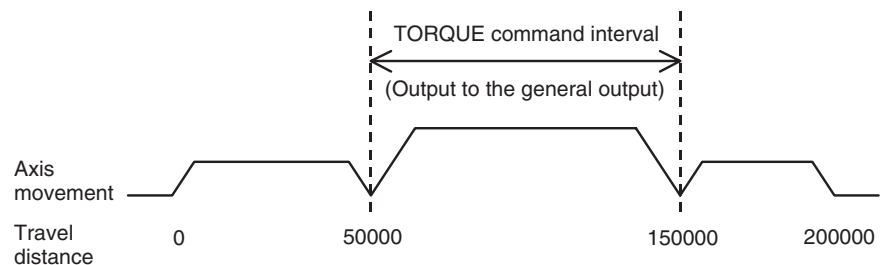 TORQUE command interval
(Output to the general output)
Axis
movement
Travel
distance
0
50000
150000
200000